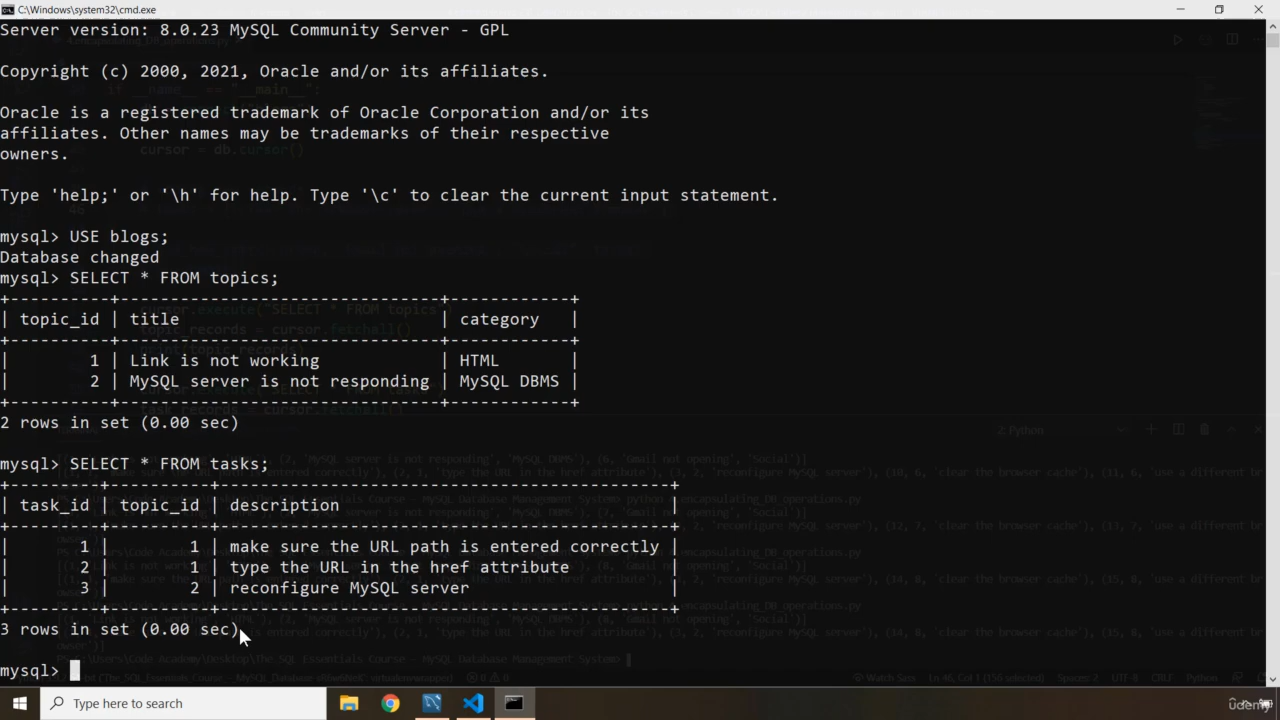 C:\Windows\system32\cmd.exe
Server version: 8.0.23 MySQL Community Server - GPL
Copyright (c) 2000, 2021, Oracle and/or its affiliates.
Oracle is a registered trademark of Oracle Corporation and/or its
affiliates. Other names may be trademarks of their respective
owners.
Type 'help;' or '\h' for help. Type '\c' to clear the current input statement.
mysql> USE blogs;
Database changed
mysql> SELECT * FROM topics;
+----------+--------------------------------+------------+
| topic_id | title                          | category   |
+----------+--------------------------------+------------+
|        1 | Link is not working            | HTML       |
|        2 | MySQL server is not responding | MySQL DBMS |
+----------+--------------------------------+------------+
2 rows in set (0.00 sec)
mysql> SELECT * FROM tasks;
+---------+----------+---------------------------------------------+
| task_id | topic_id | description                                 |
+---------+----------+---------------------------------------------+
|       1 |        1 | make sure the URL path is entered correctly |
|       2 |        1 | type the URL in the href attribute          |
|       3 |        2 | reconfigure MySQL server                    |
+---------+----------+---------------------------------------------+
3 rows in set (0.00 sec)
mysql>
Type here to search
udemy